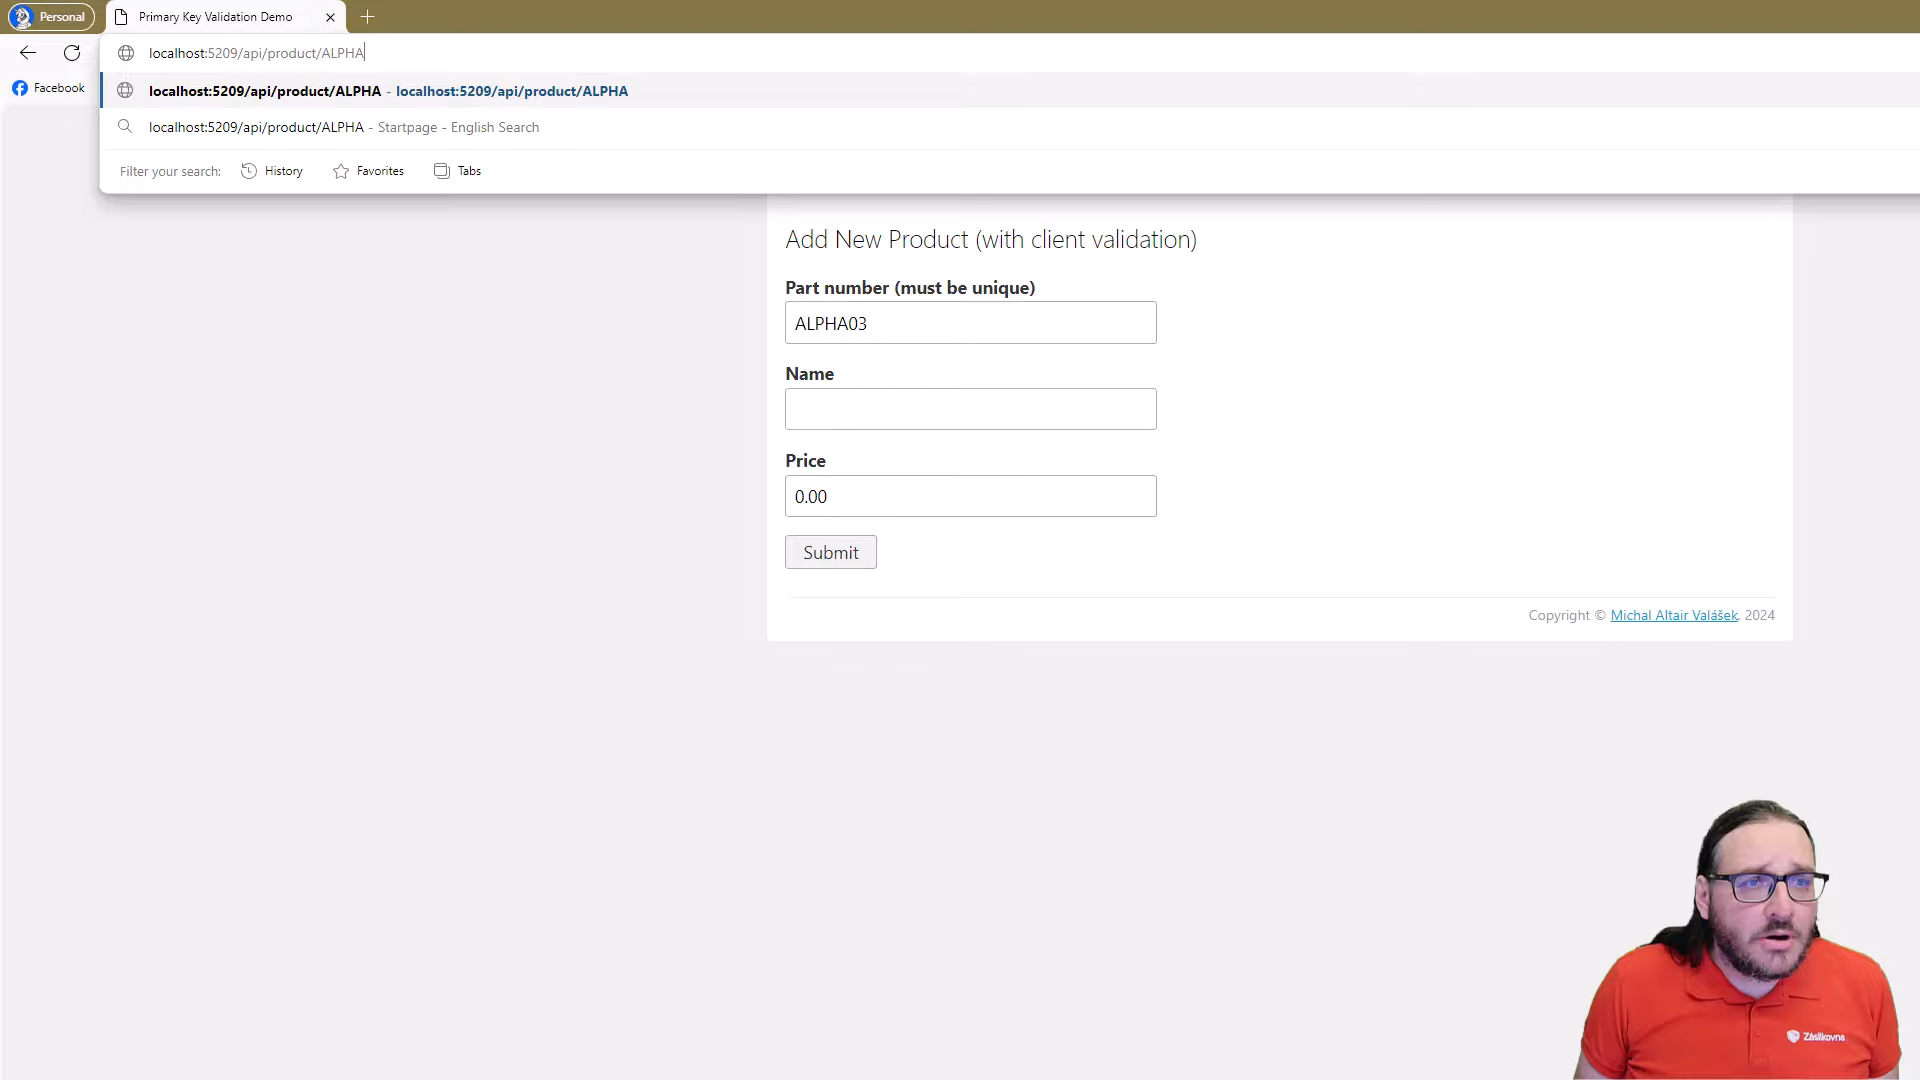 Personal
Primary Key Validation Demo
localhost:5209/api/product/ALPHA
Facebook
localhost:5209/api/product/ALPHA - localhost:5209/api/product/ALPHA
localhost:5209/api/product/ALPHA - Startpage - English Search
Filter your search: History Favorites Tabs
Add New Product (with client validation)
Part number (must be unique)
ALPHA03
Name
Price
0.00
Submit
Copyright © Michal Altair Valášek, 2024
Zásilkovna